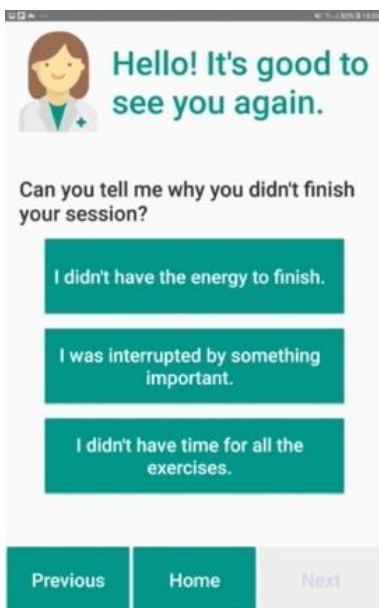 Hello! It's good to
see you again.
Can you tell me why you didn't finish
your session?
I didn't have the energy to finish.
I was interrupted by something
important.
I didn't have time for all the
exercises.
Previous
Home
Next